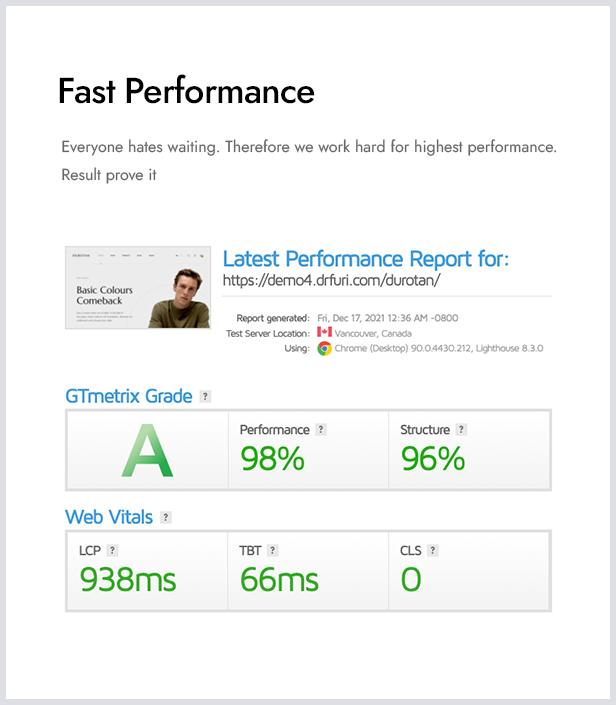 Fast Performance
Everyone hates waiting. Therefore we work hard for highest performance.
Result prove it
DUROTAN
Basic Colours
Comeback
Latest Performance Report for:
https://demo4.drfuri.com/durotan/
Report generated: Fri, Dec 17, 2021 12:36 AM -0800
Test Server Location: Vancouver, Canada
Using: Chrome (Desktop) 90.0.4430.212, Lighthouse 8.3.0
GTmetrix Grade ?
A
Performance ?
98%
Structure ?
96%
Web Vitals ?
LCP ?
938ms
TBT ?
66ms
CLS ?
0